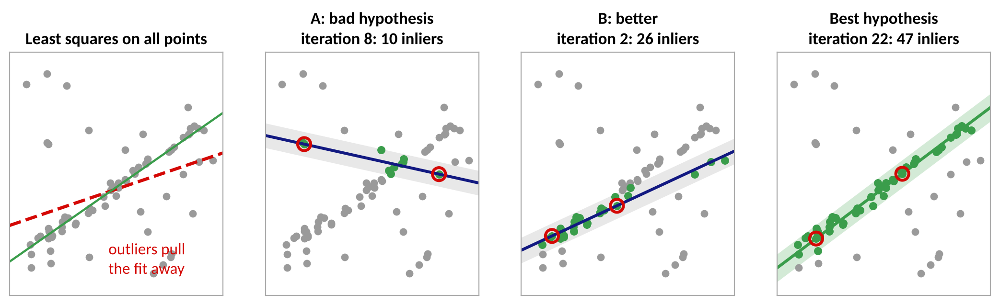 Least squares on all points
outliers pull
the fit away
A: bad hypothesis
iteration 8: 10 inliers
B: better
iteration 2: 26 inliers
Best hypothesis
iteration 22: 47 inliers